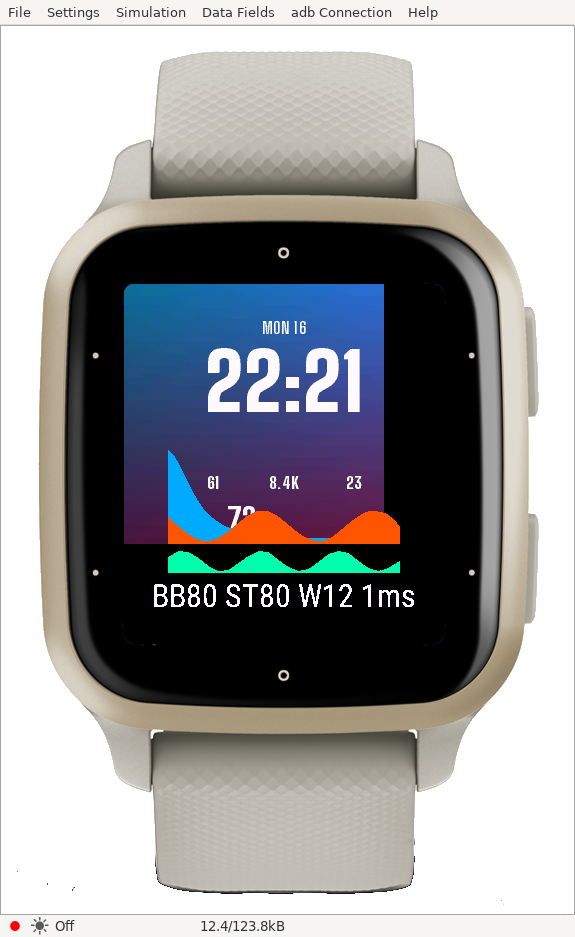 File Settings Simulation Data Fields adb Connection Help
MON 16
22:21
61 8.4K 23
BB80 ST80 W12 1ms
Off 12.4/123.8kB